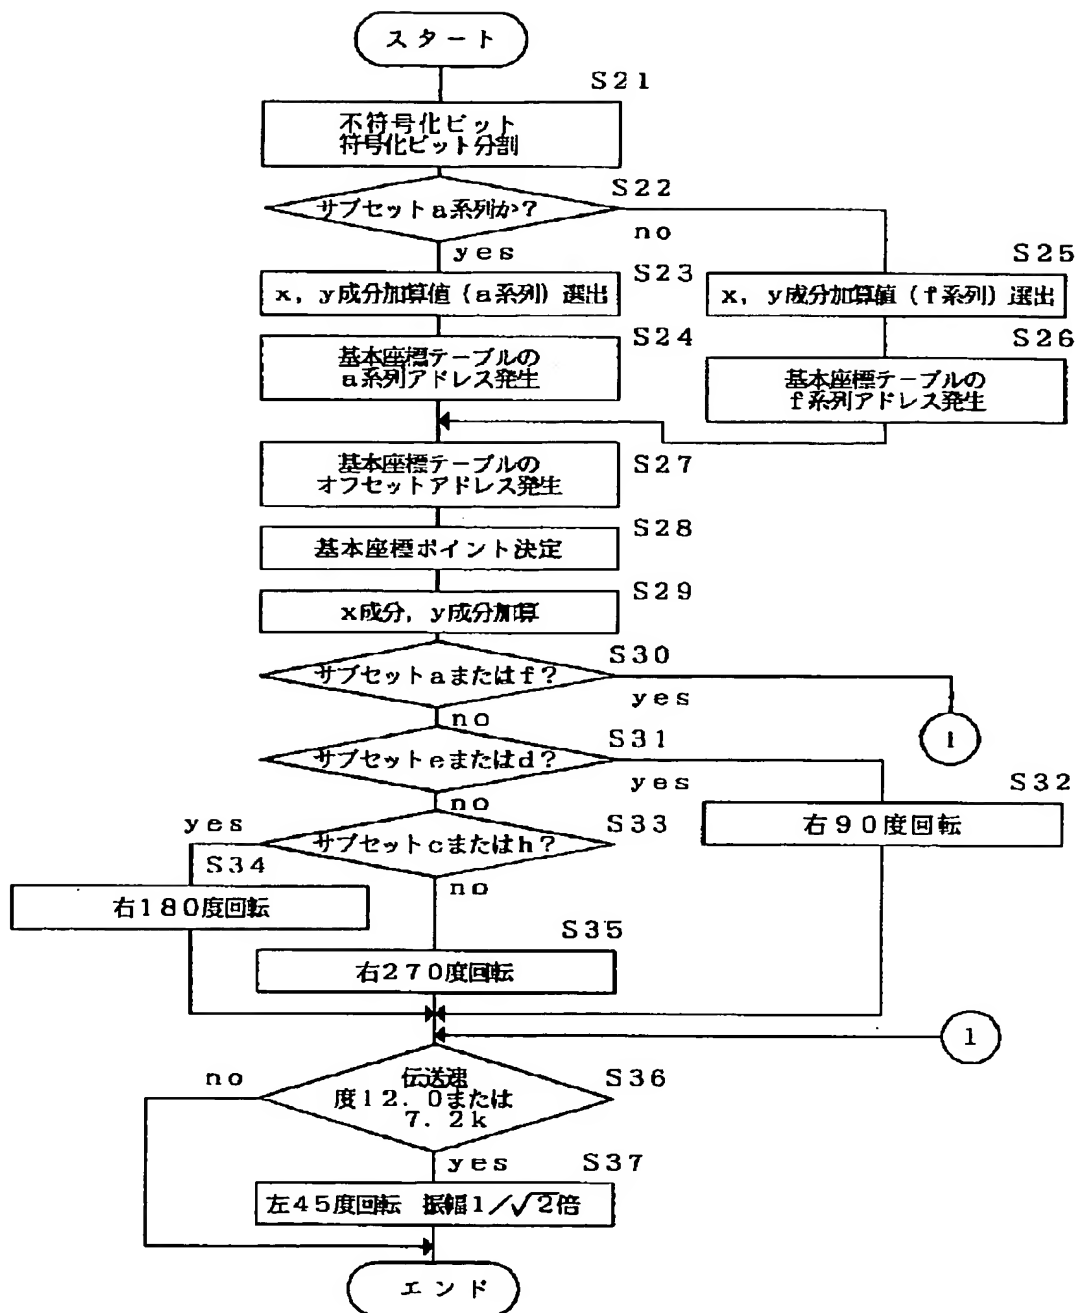 スタート
S21
不符号化ビット
符号化ビット分割
S22
サブセットa系列か?
no
yes
S23
x, y成分加算値(a系列)選出
S25
x, y成分加算値(f系列)選出
S24
基本座標テーブルの
a系列アドレス発生
S26
基本座標テーブルの
f系列アドレス発生
S27
基本座標テーブルの
オフセットアドレス発生
S28
基本座標ポイント決定
S29
x成分, y成分加算
S30
サブセットaまたはf?
yes
no
1
S31
サブセットeまたはd?
yes
no
S32
右90度回転
S33
サブセットcまたはh?
yes
no
S34
右180度回転
S35
右270度回転
1
S36
伝送速
度12.0または
7.2k
no
yes
S37
左45度回転 振幅1/√2倍
エンド